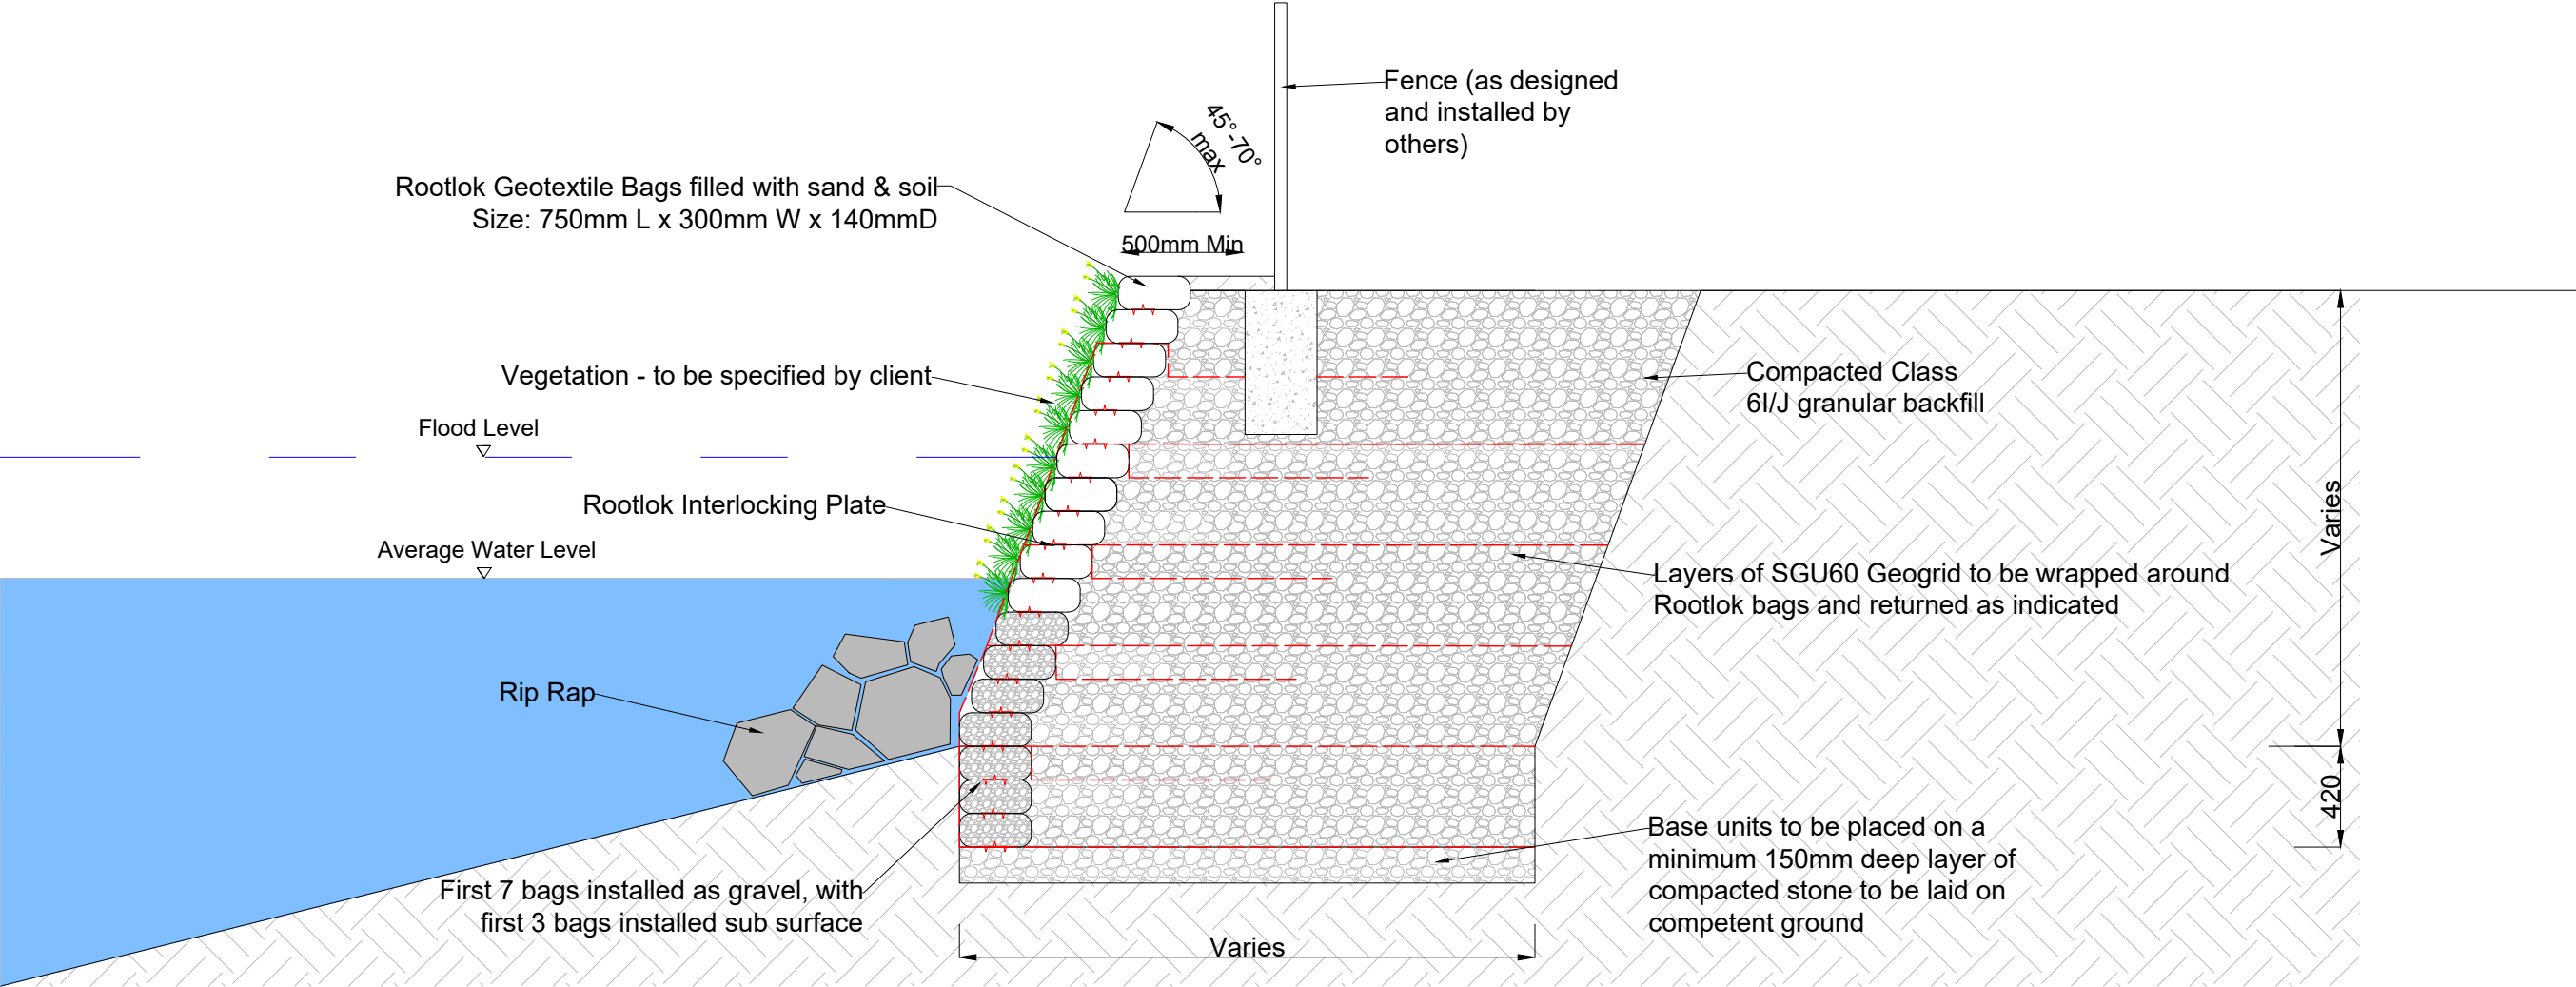 Fence (as designed
and installed by
others)
45°-70°
max
Rootlok Geotextile Bags filled with sand & soil
Size: 750mm L x 300mm W x 140mmD
500mm Min
Vegetation - to be specified by client
Compacted Class
6I/J granular backfill
Flood Level
Rootlok Interlocking Plate
Varies
Average Water Level
Layers of SGU60 Geogrid to be wrapped around
Rootlok bags and returned as indicated
Rip Rap
420
Base units to be placed on a
minimum 150mm deep layer of
compacted stone to be laid on
competent ground
First 7 bags installed as gravel, with
first 3 bags installed sub surface
Varies